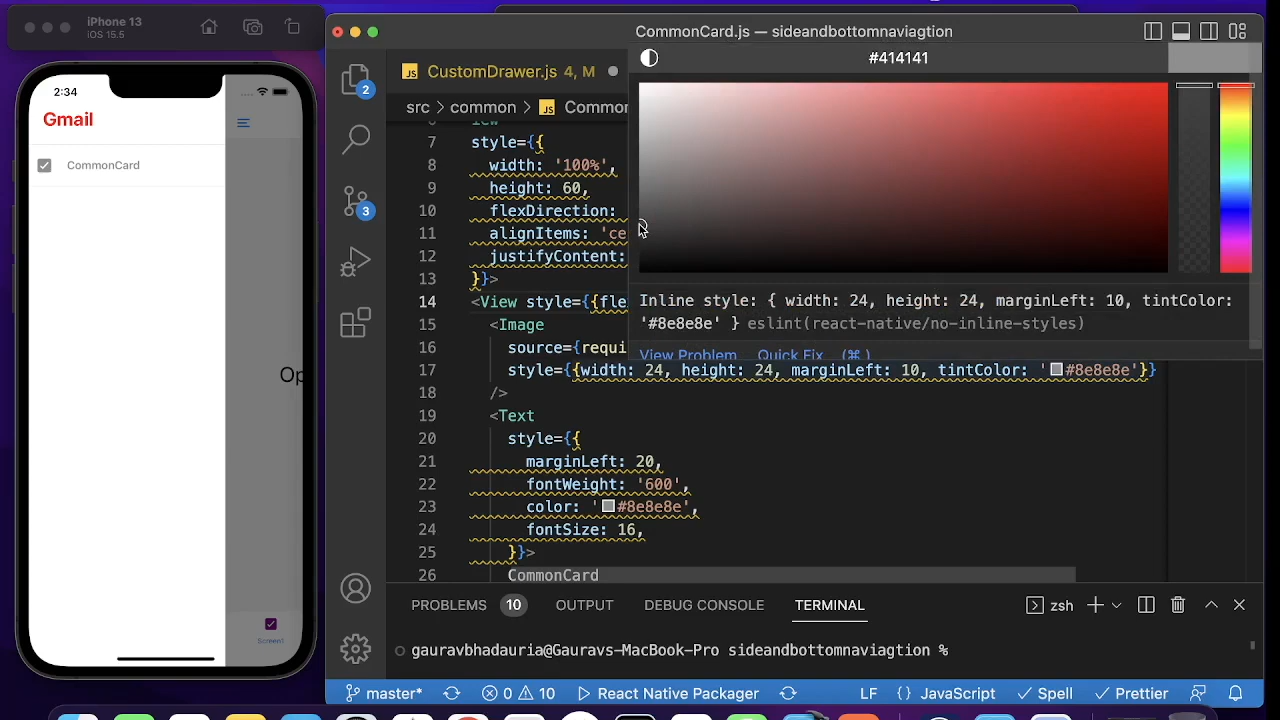 iPhone 13
iOS 15.5
2:34
Gmail
CommonCard
Op
Screen1
CommonCard.js — sideandbottomnaviagtion
CustomDrawer.js 4, M
#414141
src > common > JS
2
3
7 style={{
8 width: '100%',
9 height: 60,
10 flexDirection:
11 alignItems: 'ce
12 justifyContent:
13 }}>
14 <View style={{fle
15 <Image
16 source={requi
17 style={{width: 24, height: 24, marginLeft: 10, tintColor: '#8e8e8e'}}
18 />
19 <Text
20 style={{
21 marginLeft: 20,
22 fontWeight: '600',
23 color: '#8e8e8e',
24 fontSize: 16,
25 }}>
26 CommonCard
Inline style: { width: 24, height: 24, marginLeft: 10, tintColor:
'#8e8e8e' } eslint(react-native/no-inline-styles)
View Problem Quick Fix
PROBLEMS 10 OUTPUT DEBUG CONSOLE TERMINAL zsh
gauravbhadauria@Gauravs-MacBook-Pro sideandbottomnaviagtion %
master* 0 10 React Native Packager LF {} JavaScript Spell Prettier